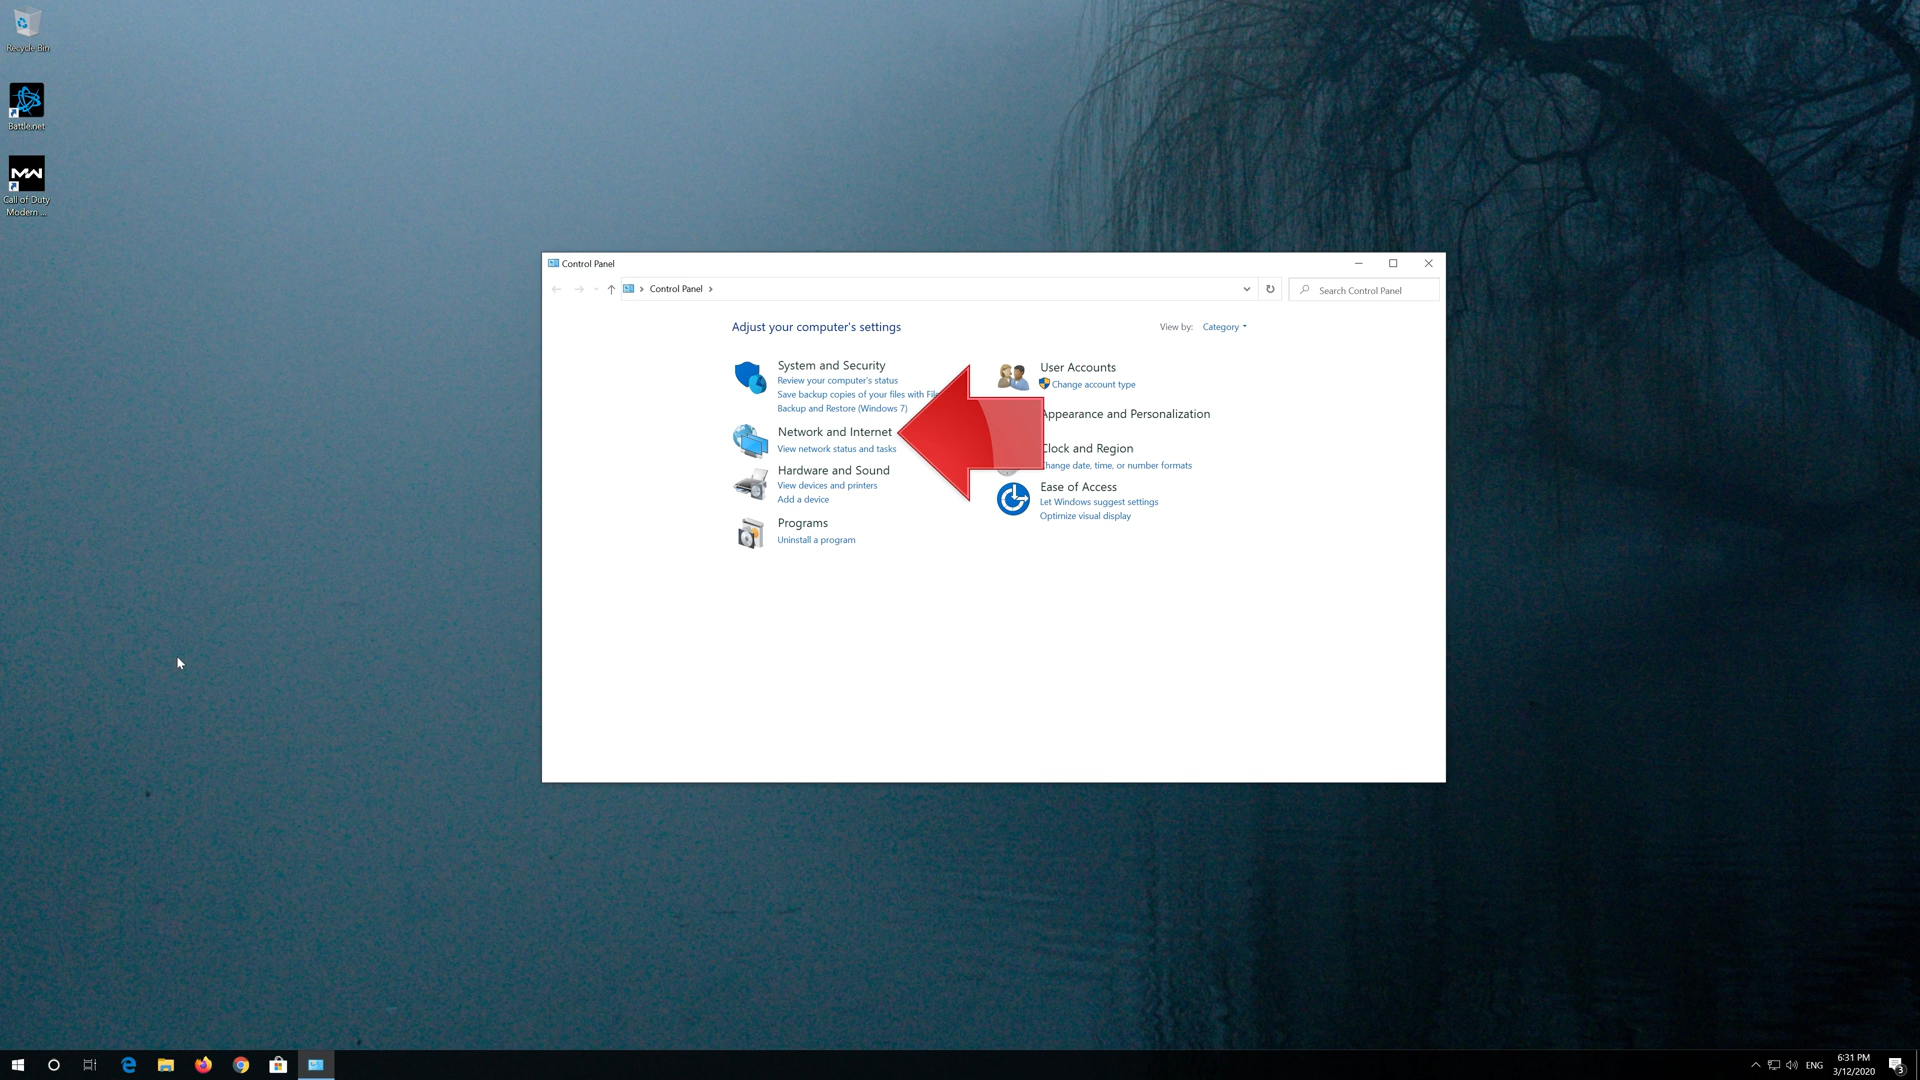 Recycle Bin
Battle.net
MW
Call of Duty
Modern ...
Control Panel
Control Panel
Search Control Panel
Adjust your computer's settings
View by: Category
System and Security
Review your computer's status
Save backup copies of your files with File
Backup and Restore (Windows 7)
Network and Internet
View network status and tasks
Hardware and Sound
View devices and printers
Add a device
Programs
Uninstall a program
User Accounts
Change account type
Appearance and Personalization
Clock and Region
Change date, time, or number formats
Ease of Access
Let Windows suggest settings
Optimize visual display
ENG
6:31 PM
3/12/2020
3